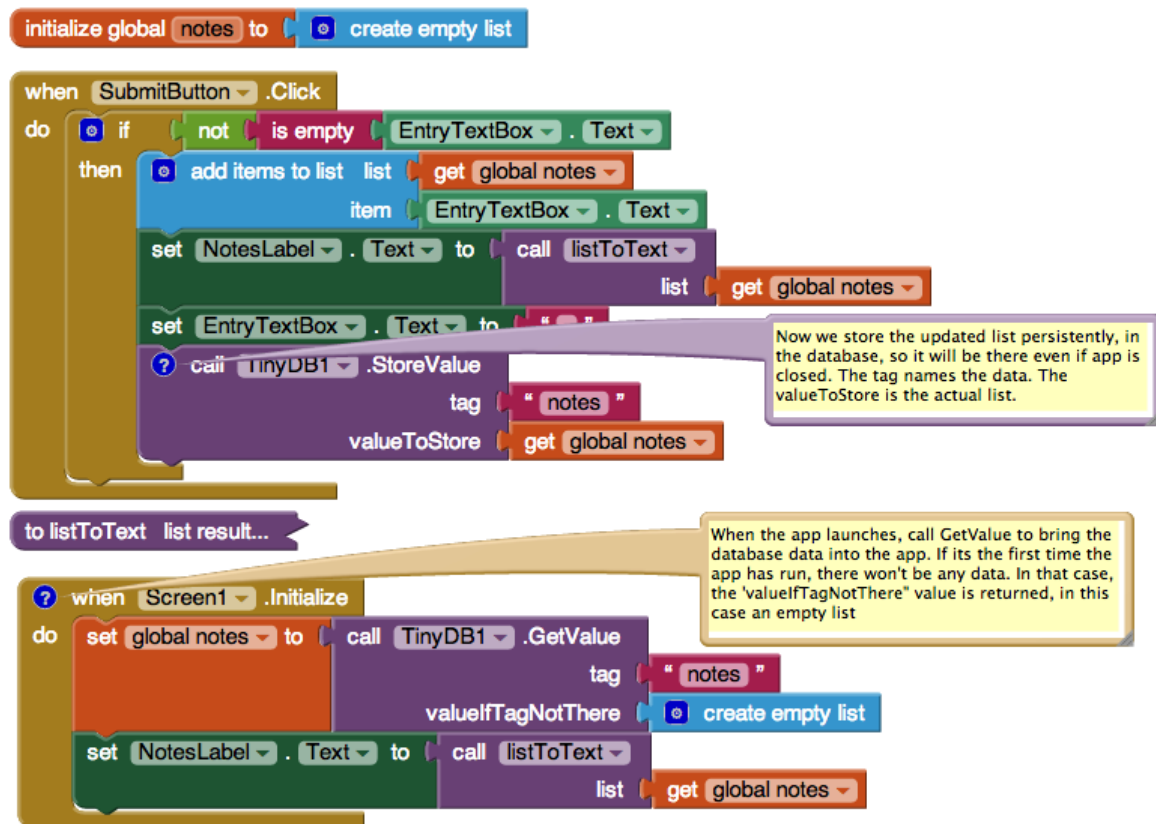 initialize global notes to create empty list
when SubmitButton .Click
do if not is empty EntryTextBox . Text
then add items to list list get global notes
item EntryTextBox . Text
set NotesLabel . Text to call listToText
list get global notes
set EntryTextBox . Text to " "
Now we store the updated list persistently, in
the database, so it will be there even if app is
closed. The tag names the data. The
valueToStore is the actual list.
? call TinyDB1 .StoreValue
tag " notes "
valueToStore get global notes
to listToText list result...
When the app launches, call GetValue to bring the
database data into the app. If its the first time the
app has run, there won't be any data. In that case,
the 'valueIfTagNotThere" value is returned, in this
case an empty list
? when Screen1 .Initialize
do set global notes to call TinyDB1 .GetValue
tag " notes "
valueIfTagNotThere create empty list
set NotesLabel . Text to call listToText
list get global notes